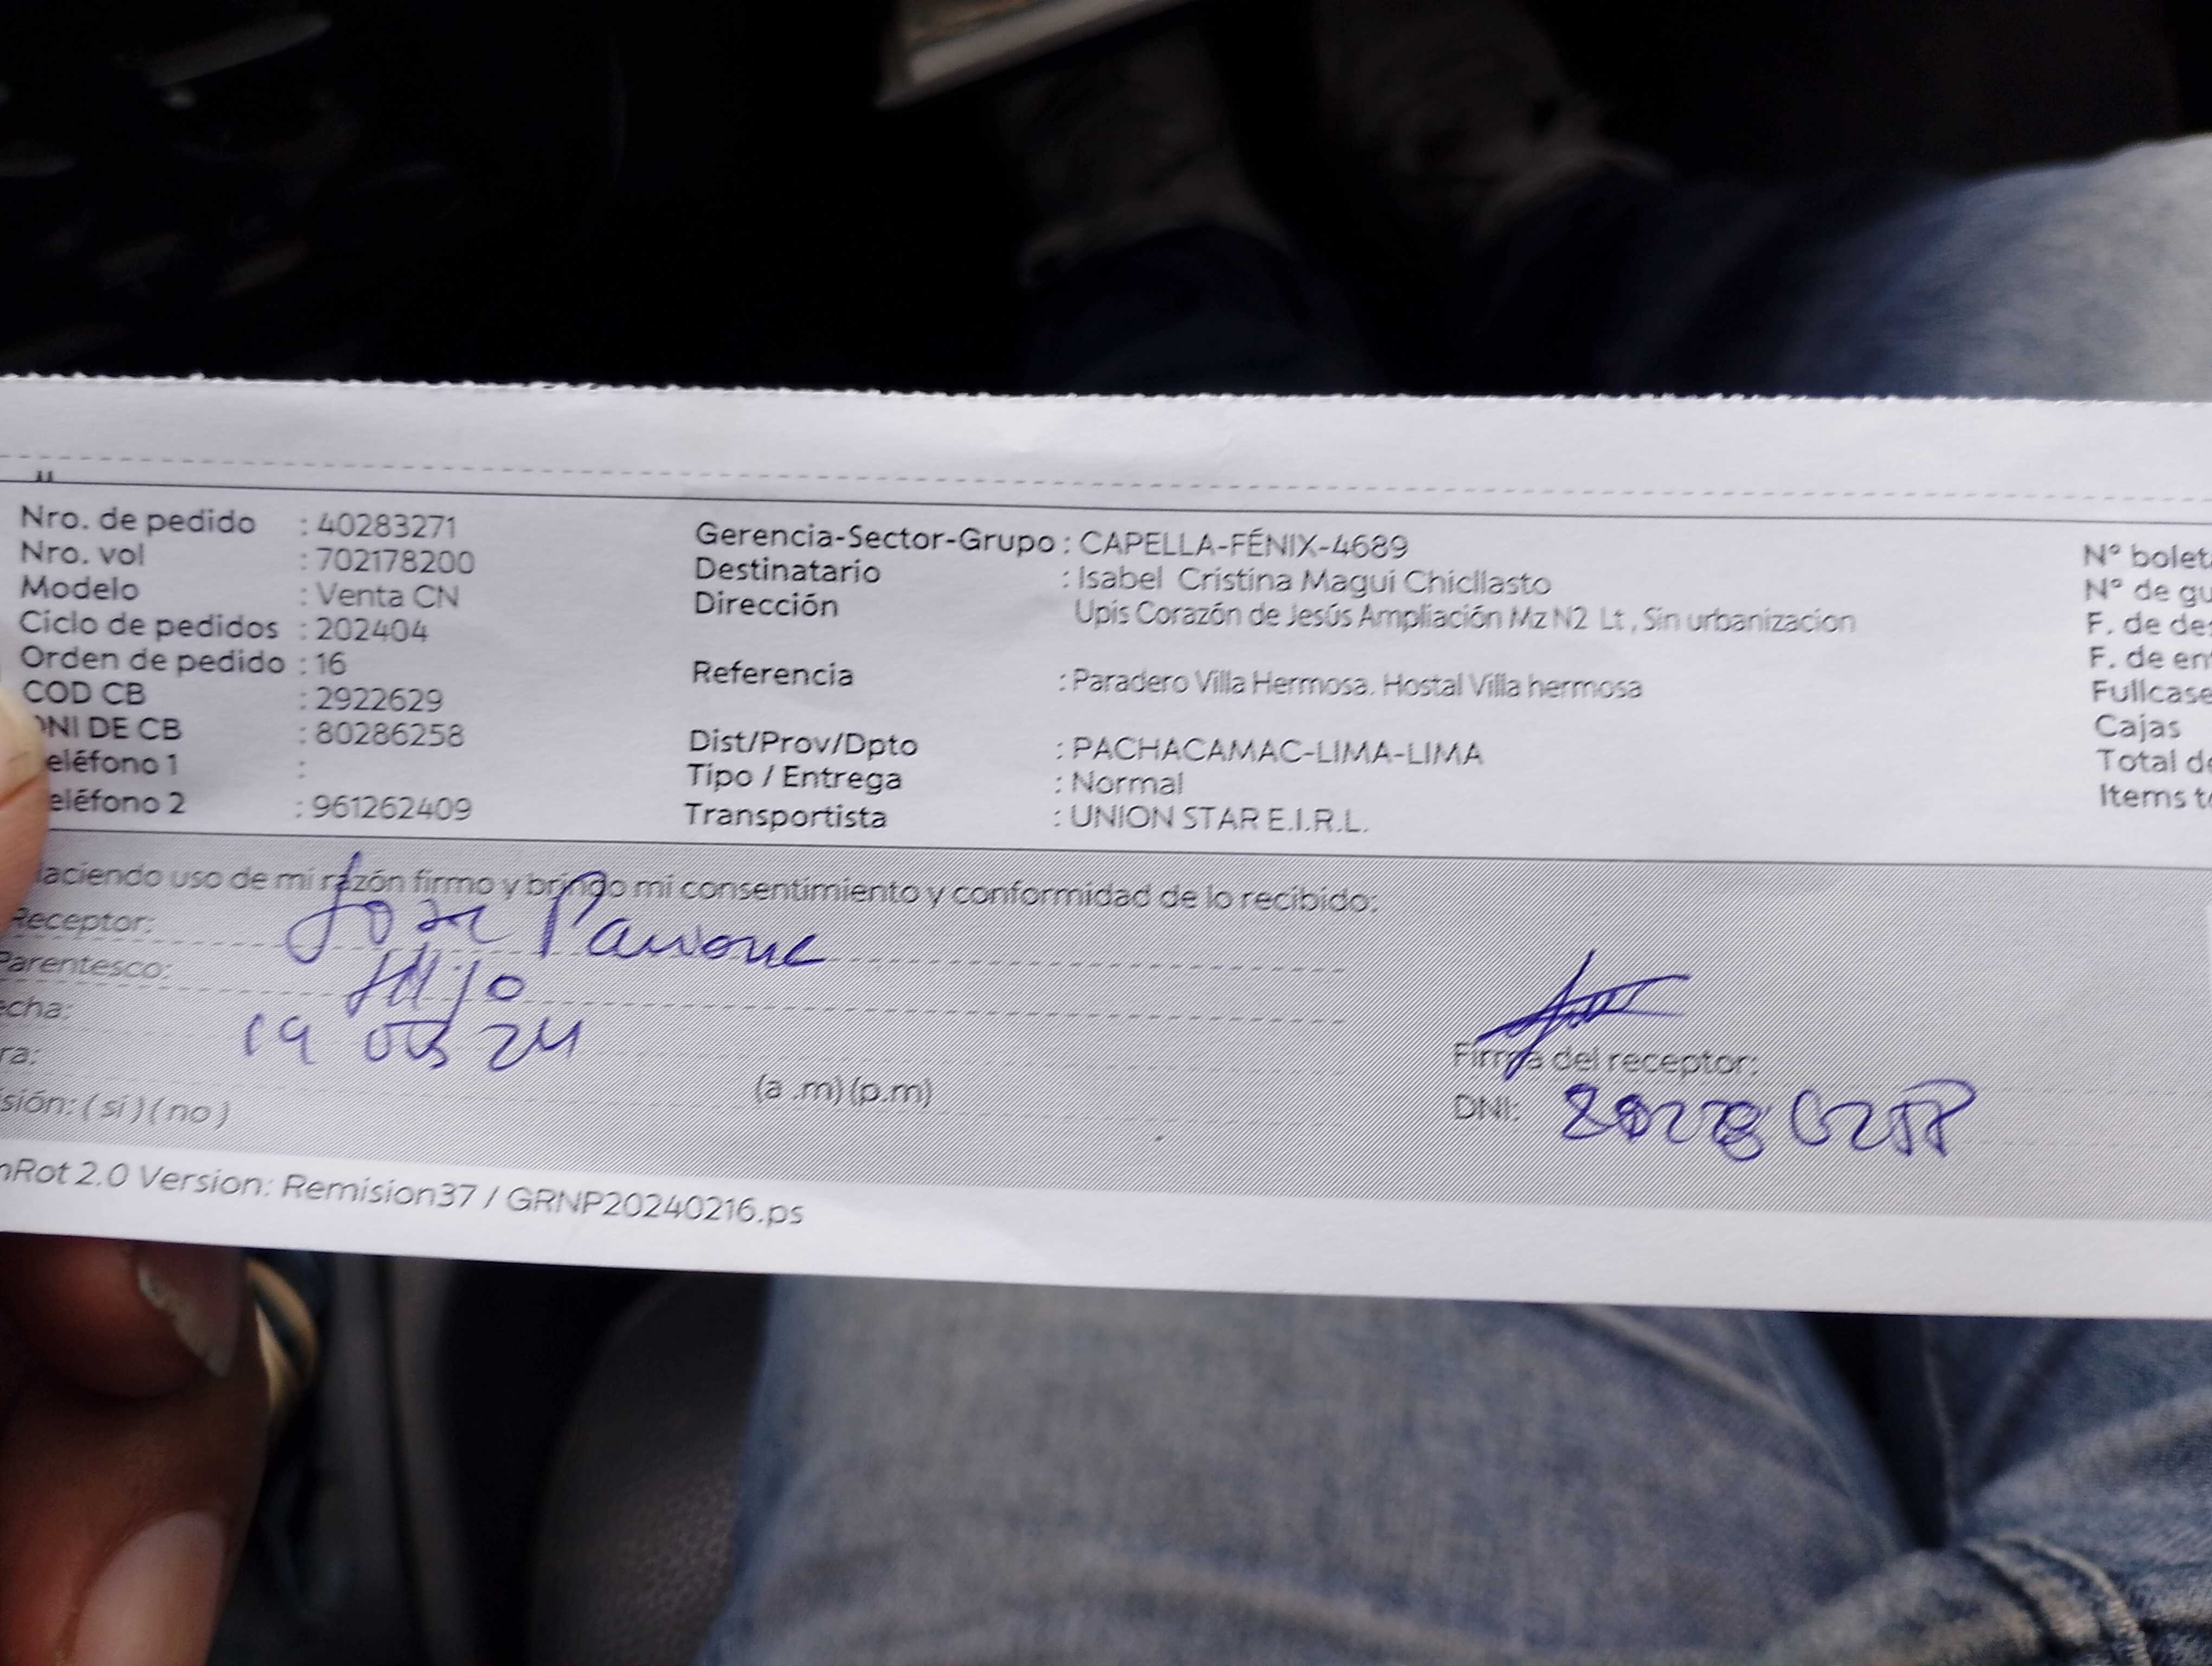 Nro. de pedido : 40283271
Nro. vol : 702178200
Modelo : Venta CN
Ciclo de pedidos : 202404
Orden de pedido : 16
COD CB : 2922629
DNI DE CB : 80286258
eléfono 1 :
eléfono 2 : 961262409
Gerencia-Sector-Grupo : CAPELLA-FÉNIX-4689
Destinatario : Isabel Cristina Magui Chicllasto
Dirección Upis Corazón de Jesús Ampliación Mz N2 Lt , Sin urbanizacion
Referencia : Paradero Villa Hermosa. Hostal Villa hermosa
Dist/Prov/Dpto : PACHACAMAC-LIMA-LIMA
Tipo / Entrega : Normal
Transportista : UNION STAR E.I.R.L.
N° bolet
N° de gu
F. de de
F. de en
Fullcase
Cajas
Total de
Items t
aciendo uso de mi razón firmo y brindo mi consentimiento y conformidad de lo recibido:
Receptor: Jose
Parentesco: Hijo
echa: 19 24
ra: (a .m) (p.m)
sión: ( si ) ( no )
Firma del receptor:
DNI:
nRot 2.0 Version: Remision37 / GRNP20240216.ps